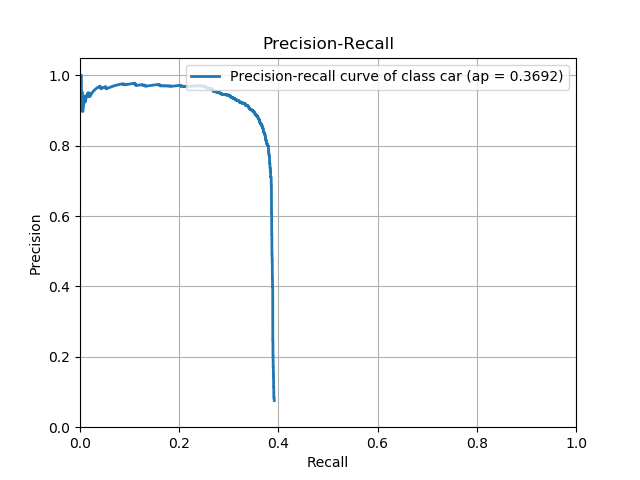 Precision-Recall
Precision-recall curve of class car (ap = 0.3692)
1.0
0.8
0.6
0.4
0.2
0.0
Precision
0.0 0.2 0.4 0.6 0.8 1.0
Recall